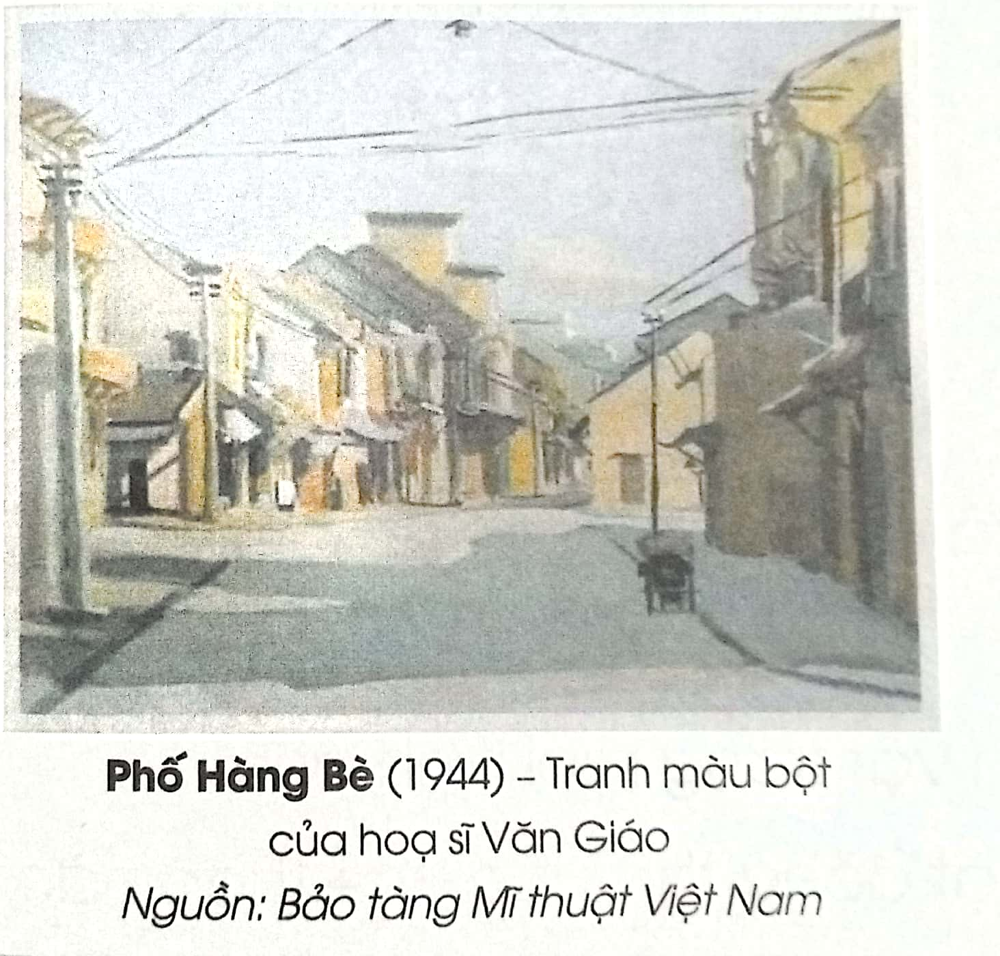 Phố Hàng Bè (1944) – Tranh màu bột
của hoạ sĩ Văn Giáo
Nguồn: Bảo tàng Mĩ thuật Việt Nam